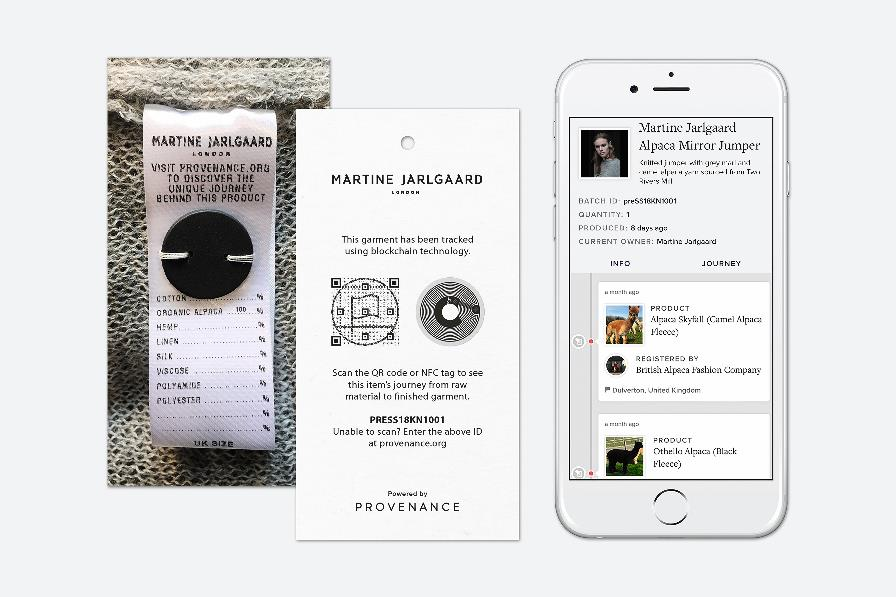 MARTINE JARLGAARD
LONDON
VISIT PROVENANCE.ORG
TO DISCOVER THE
UNIQUE JOURNEY
BEHIND THIS PRODUCT
COTTON %
ORGANIC ALPACA 100 %
HEMP %
LINEN %
SILK %
VISCOSE %
POLYAMIDE %
POLYESTER %
%
%
UK SIZE
MARTINE JARLGAARD
LONDON
This garment has been tracked
using blockchain technology.
Scan the QR code or NFC tag to see
this item's journey from raw
material to finished garment.
PRESS18KN1001
Unable to scan? Enter the above ID
at provenance.org
Powered by
PROVENANCE
Martine Jarlgaard
Alpaca Mirror Jumper
Knitted jumper with grey marl and
camel alpaca yarn sourced from Two
Rivers Mill
BATCH ID: preSS18KN1001
QUANTITY: 1
PRODUCED: 8 days ago
CURRENT OWNER: Martine Jarlgaard
INFO JOURNEY
a month ago
PRODUCT
Alpaca Skyfall (Camel Alpaca
Fleece)
REGISTERED BY
British Alpaca Fashion Company
Dulverton, United Kingdom
a month ago
PRODUCT
Othello Alpaca (Black
Fleece)